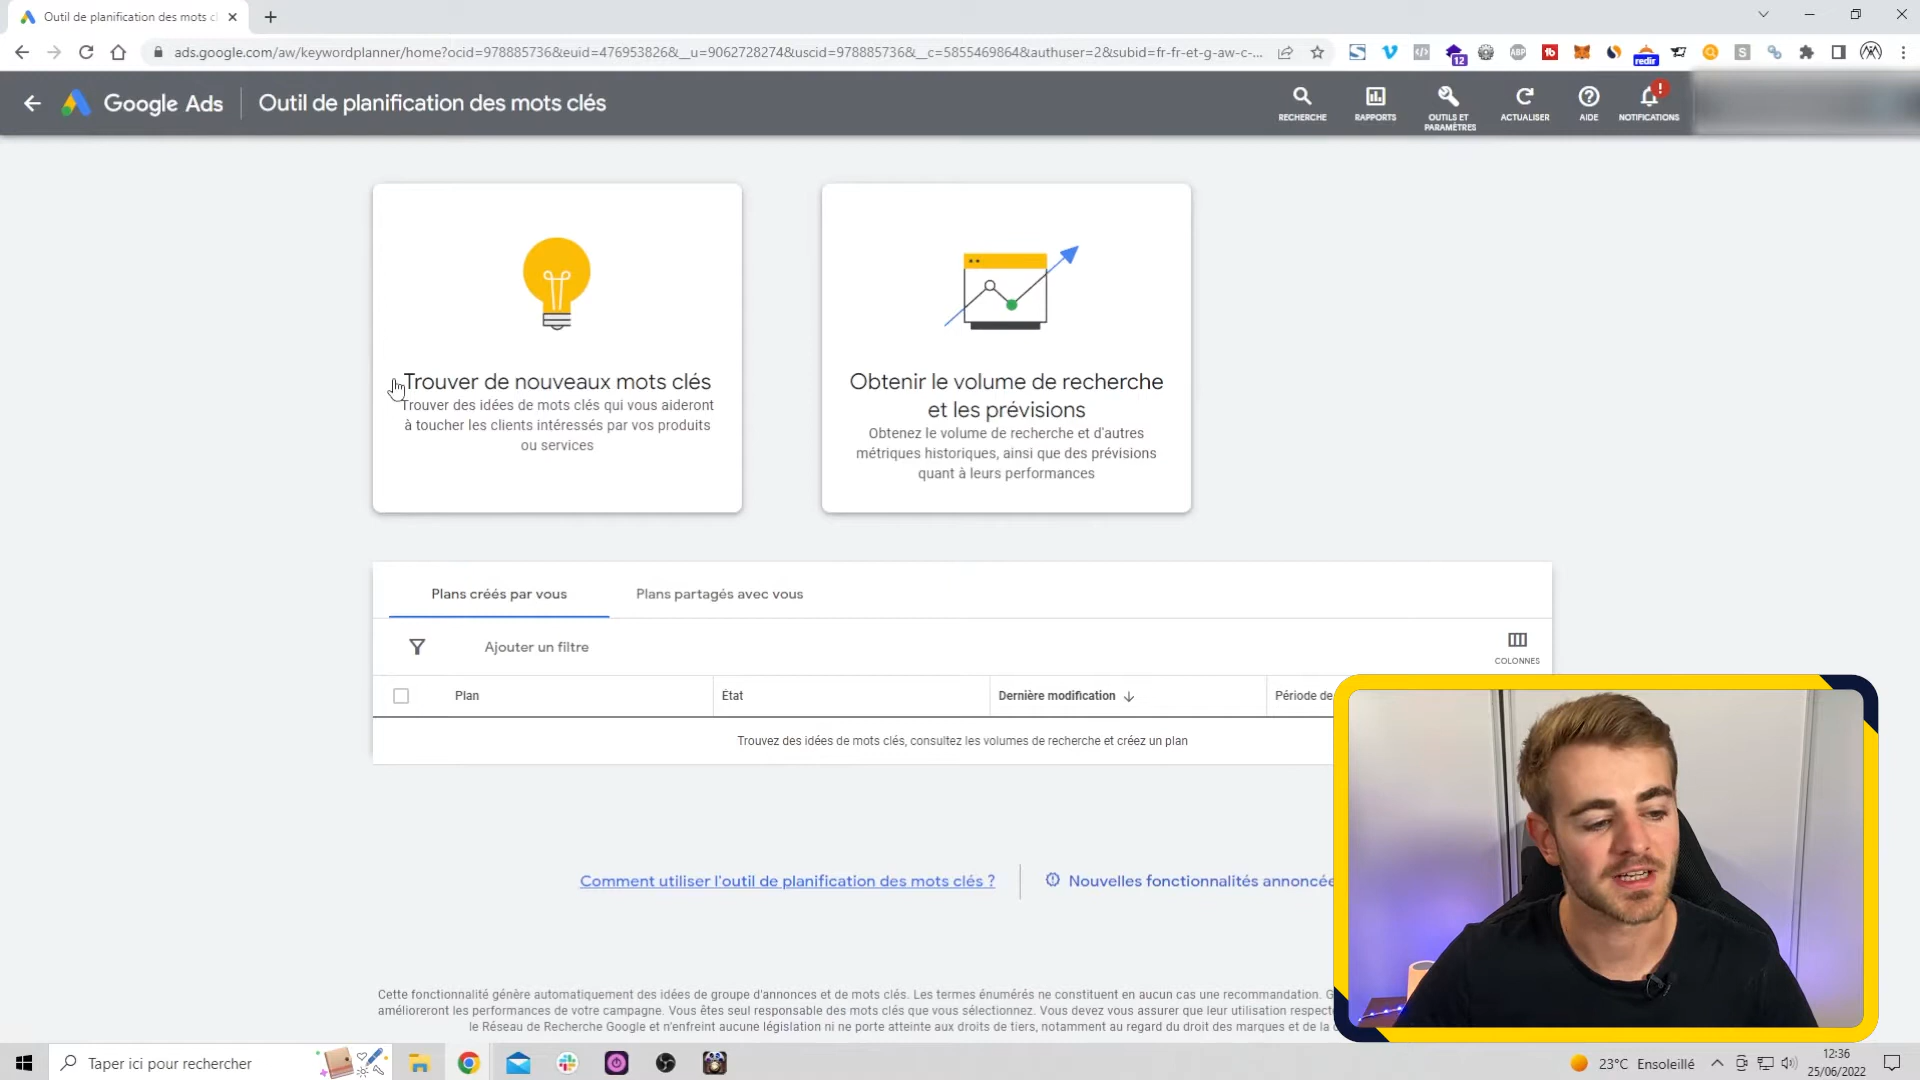 Outil de planification des mots c
ads.google.com/aw/keywordplanner/home?ocid=978885736&euid=476953826&__u=9062728274&uscid=978885736&__c=5855469864&authuser=2&subid=fr-fr-et-g-aw-c-...
12
ABP
redir
Google Ads
Outil de planification des mots clés
RECHERCHE
RAPPORTS
OUTILS ET
PARAMÈTRES
ACTUALISER
AIDE
NOTIFICATIONS
Trouver de nouveaux mots clés
Trouver des idées de mots clés qui vous aideront
à toucher les clients intéressés par vos produits
ou services
Obtenir le volume de recherche
et les prévisions
Obtenez le volume de recherche et d'autres
métriques historiques, ainsi que des prévisions
quant à leurs performances
Plans créés par vous
Plans partagés avec vous
Ajouter un filtre
COLONNES
Plan
État
Dernière modification
Période de
Trouvez des idées de mots clés, consultez les volumes de recherche et créez un plan
Comment utiliser l'outil de planification des mots clés ?
Nouvelles fonctionnalités annoncée
Cette fonctionnalité génère automatiquement des idées de groupe d'annonces et de mots clés. Les termes énumérés ne constituent en aucun cas une recommandation. G
amélioreront les performances de votre campagne. Vous êtes seul responsable des mots clés que vous sélectionnez. Vous devez vous assurer que leur utilisation respecte
le Réseau de Recherche Google et n'enfreint aucune législation ni ne porte atteinte aux droits de tiers, notamment au regard du droit des marques et de la
Taper ici pour rechercher
23°C Ensoleillé
12:36
25/06/2022